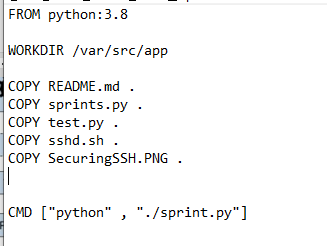 FROM python:3.8
WORKDIR /var/src/app
COPY README.md .
COPY sprints.py .
COPY test.py .
COPY sshd.sh .
COPY SecuringSSH.PNG .
CMD ["python" , "./sprint.py"]